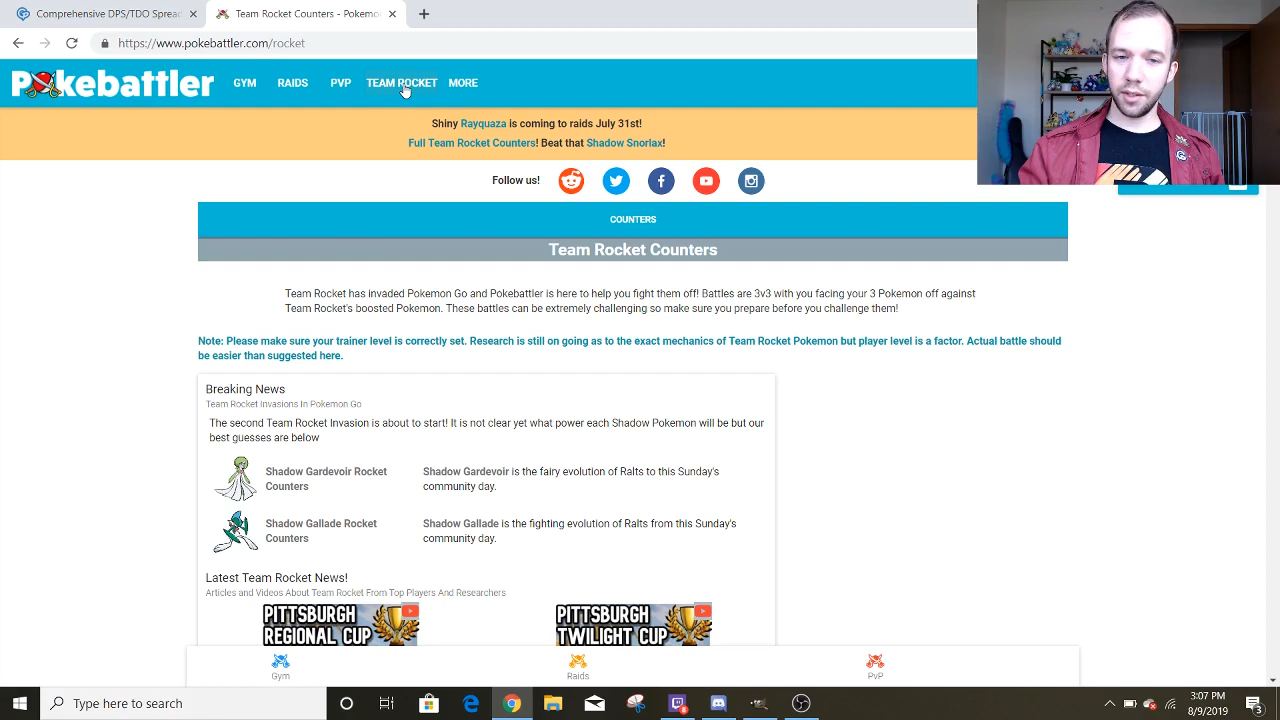 Comprehensive DPS/TDO Spread
Team Rocket Counters - Pokemon
https://www.pokebattler.com/rocket
Pokebattler
GYM RAIDS PVP TEAM ROCKET MORE
Shiny Rayquaza is coming to raids July 31st!
Full Team Rocket Counters! Beat that Shadow Snorlax!
Follow us!
COUNTERS
Team Rocket Counters
Team Rocket has invaded Pokemon Go and Pokebattler is here to help you fight them off! Battles are 3v3 with you facing your 3 Pokemon off against
Team Rocket's boosted Pokemon. These battles can be extremely challenging so make sure you prepare before you challenge them!
Note: Please make sure your trainer level is correctly set. Research is still on going as to the exact mechanics of Team Rocket Pokemon but player level is a factor. Actual battle should
be easier than suggested here.
Breaking News
Team Rocket Invasions In Pokemon Go
The second Team Rocket Invasion is about to start! It is not clear yet what power each Shadow Pokemon will be but our
best guesses are below
Shadow Gardevoir Rocket
Counters
Shadow Gardevoir is the fairy evolution of Ralts to this Sunday's
community day.
Shadow Gallade Rocket
Counters
Shadow Gallade is the fighting evolution of Ralts from this Sunday's
community day.
Latest Team Rocket News!
Articles and Videos About Team Rocket From Top Players And Researchers
PITTSBURGH
REGIONAL CUP
PITTSBURGH
TWILIGHT CUP
Gym Raids PvP
Type here to search
3:07 PM
8/9/2019